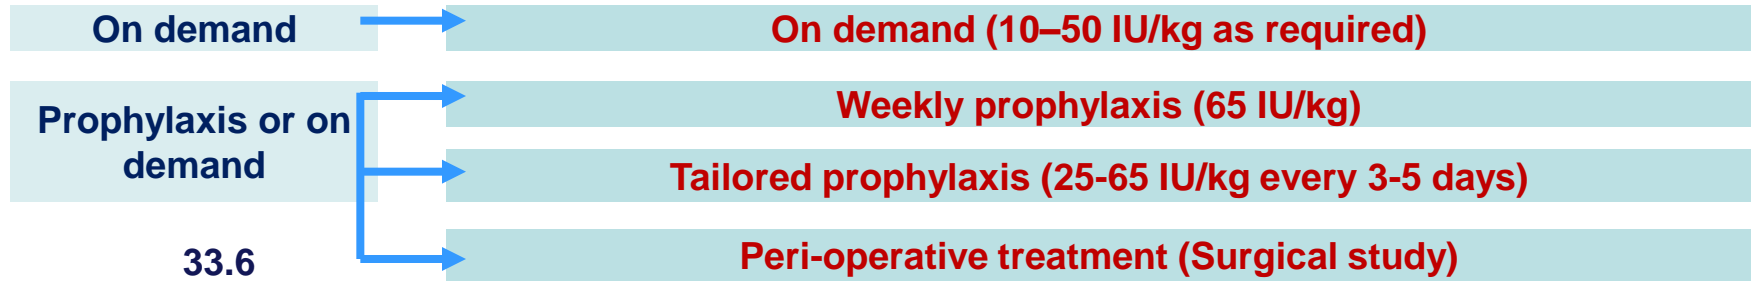 On demand
On demand (10–50 IU/kg as required)
Prophylaxis or on
demand
Weekly prophylaxis (65 IU/kg)
Tailored prophylaxis (25-65 IU/kg every 3-5 days)
33.6
Peri-operative treatment (Surgical study)